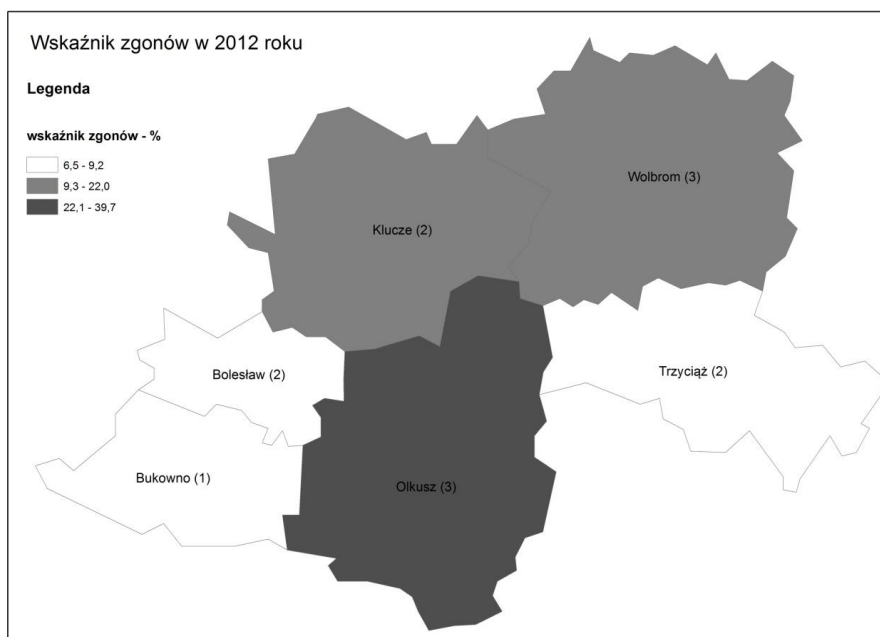 Wskaźnik zgonów w 2012 roku
Legenda
wskaźnik zgonów - %
6,5 - 9,2
9,3 - 22,0
22,1 - 39,7
Wolbrom (3)
Klucze (2)
Bolesław (2)
Trzyciąż (2)
Bukowno (1)
Olkusz (3)